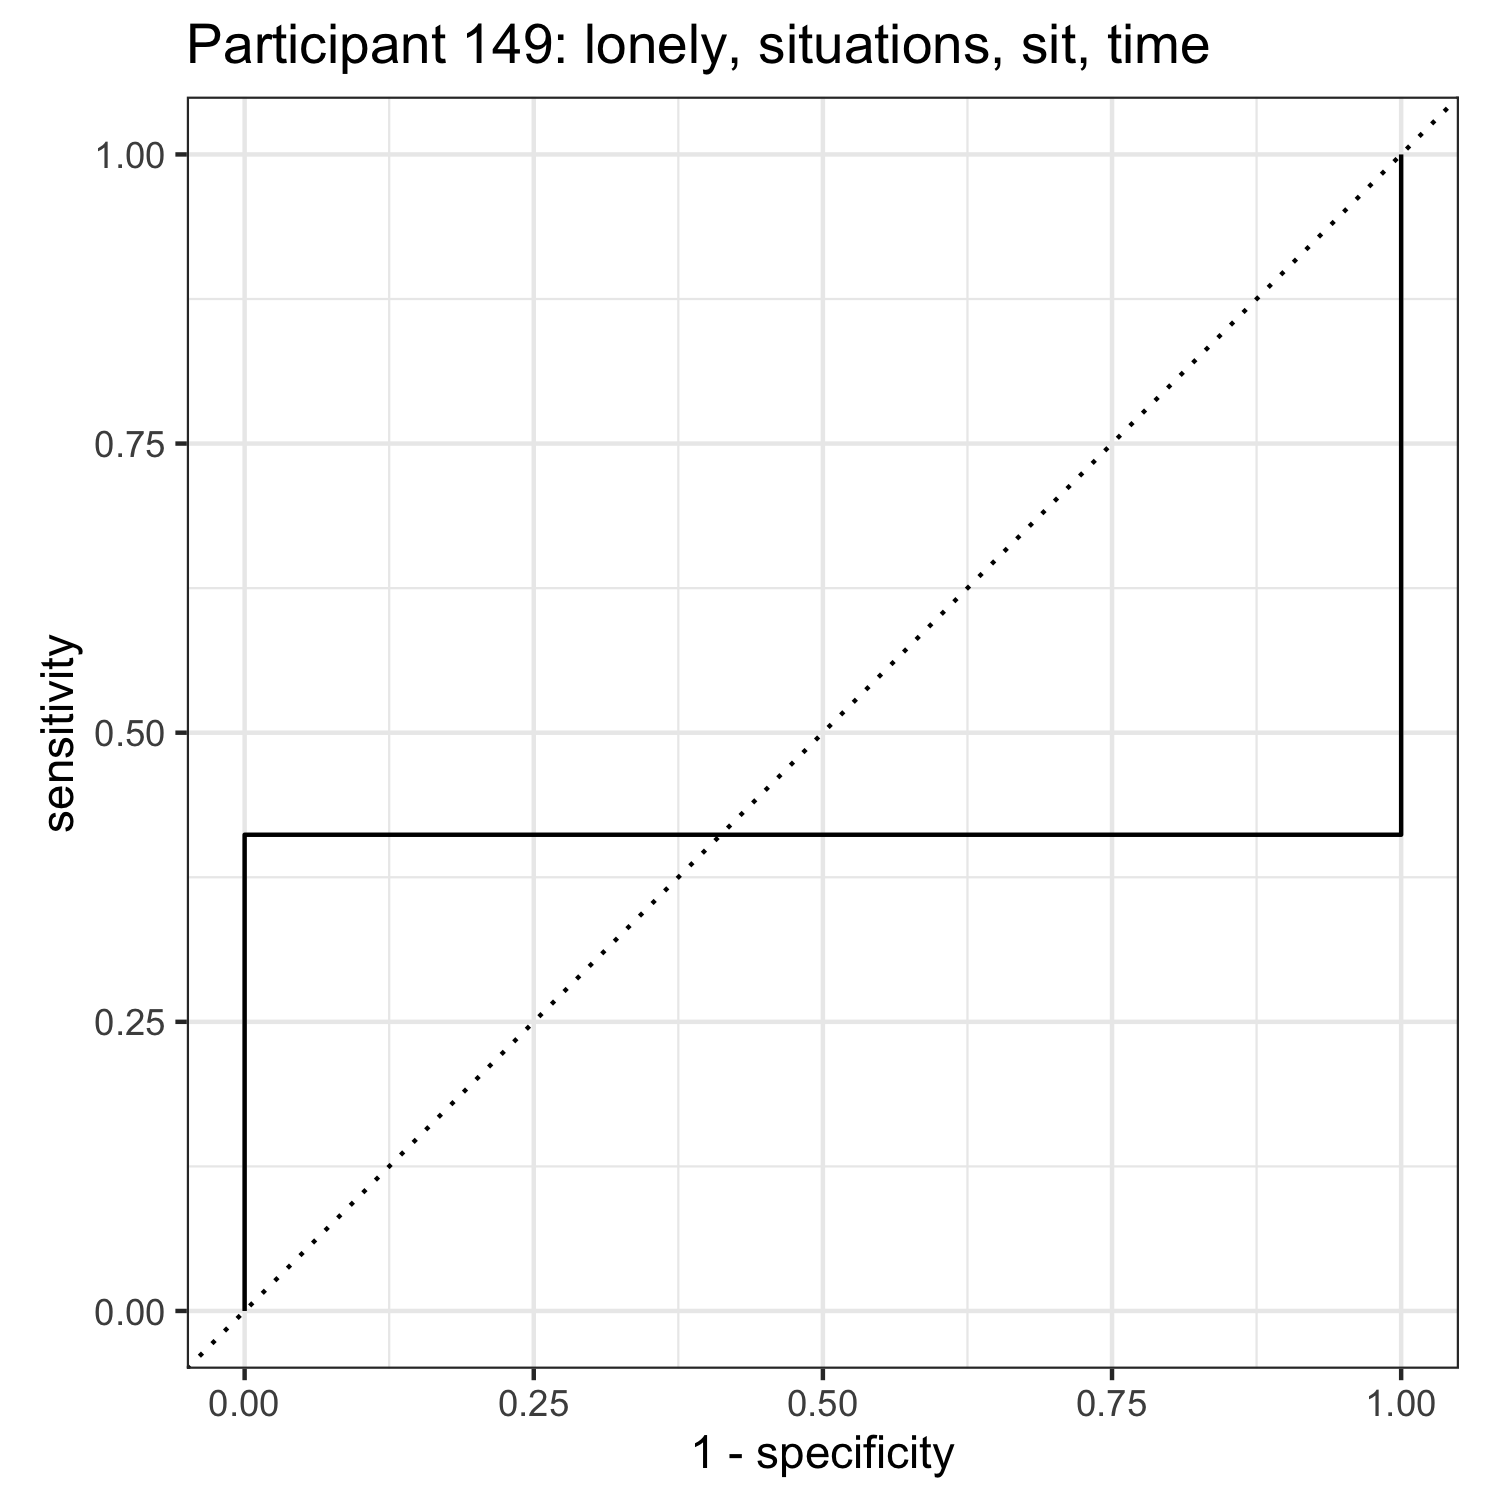 Participant 149: lonely, situations, sit, time
1.00
0.75
0.50
0.25
0.00
sensitivity
0.00 0.25 0.50 0.75 1.00
1 - specificity